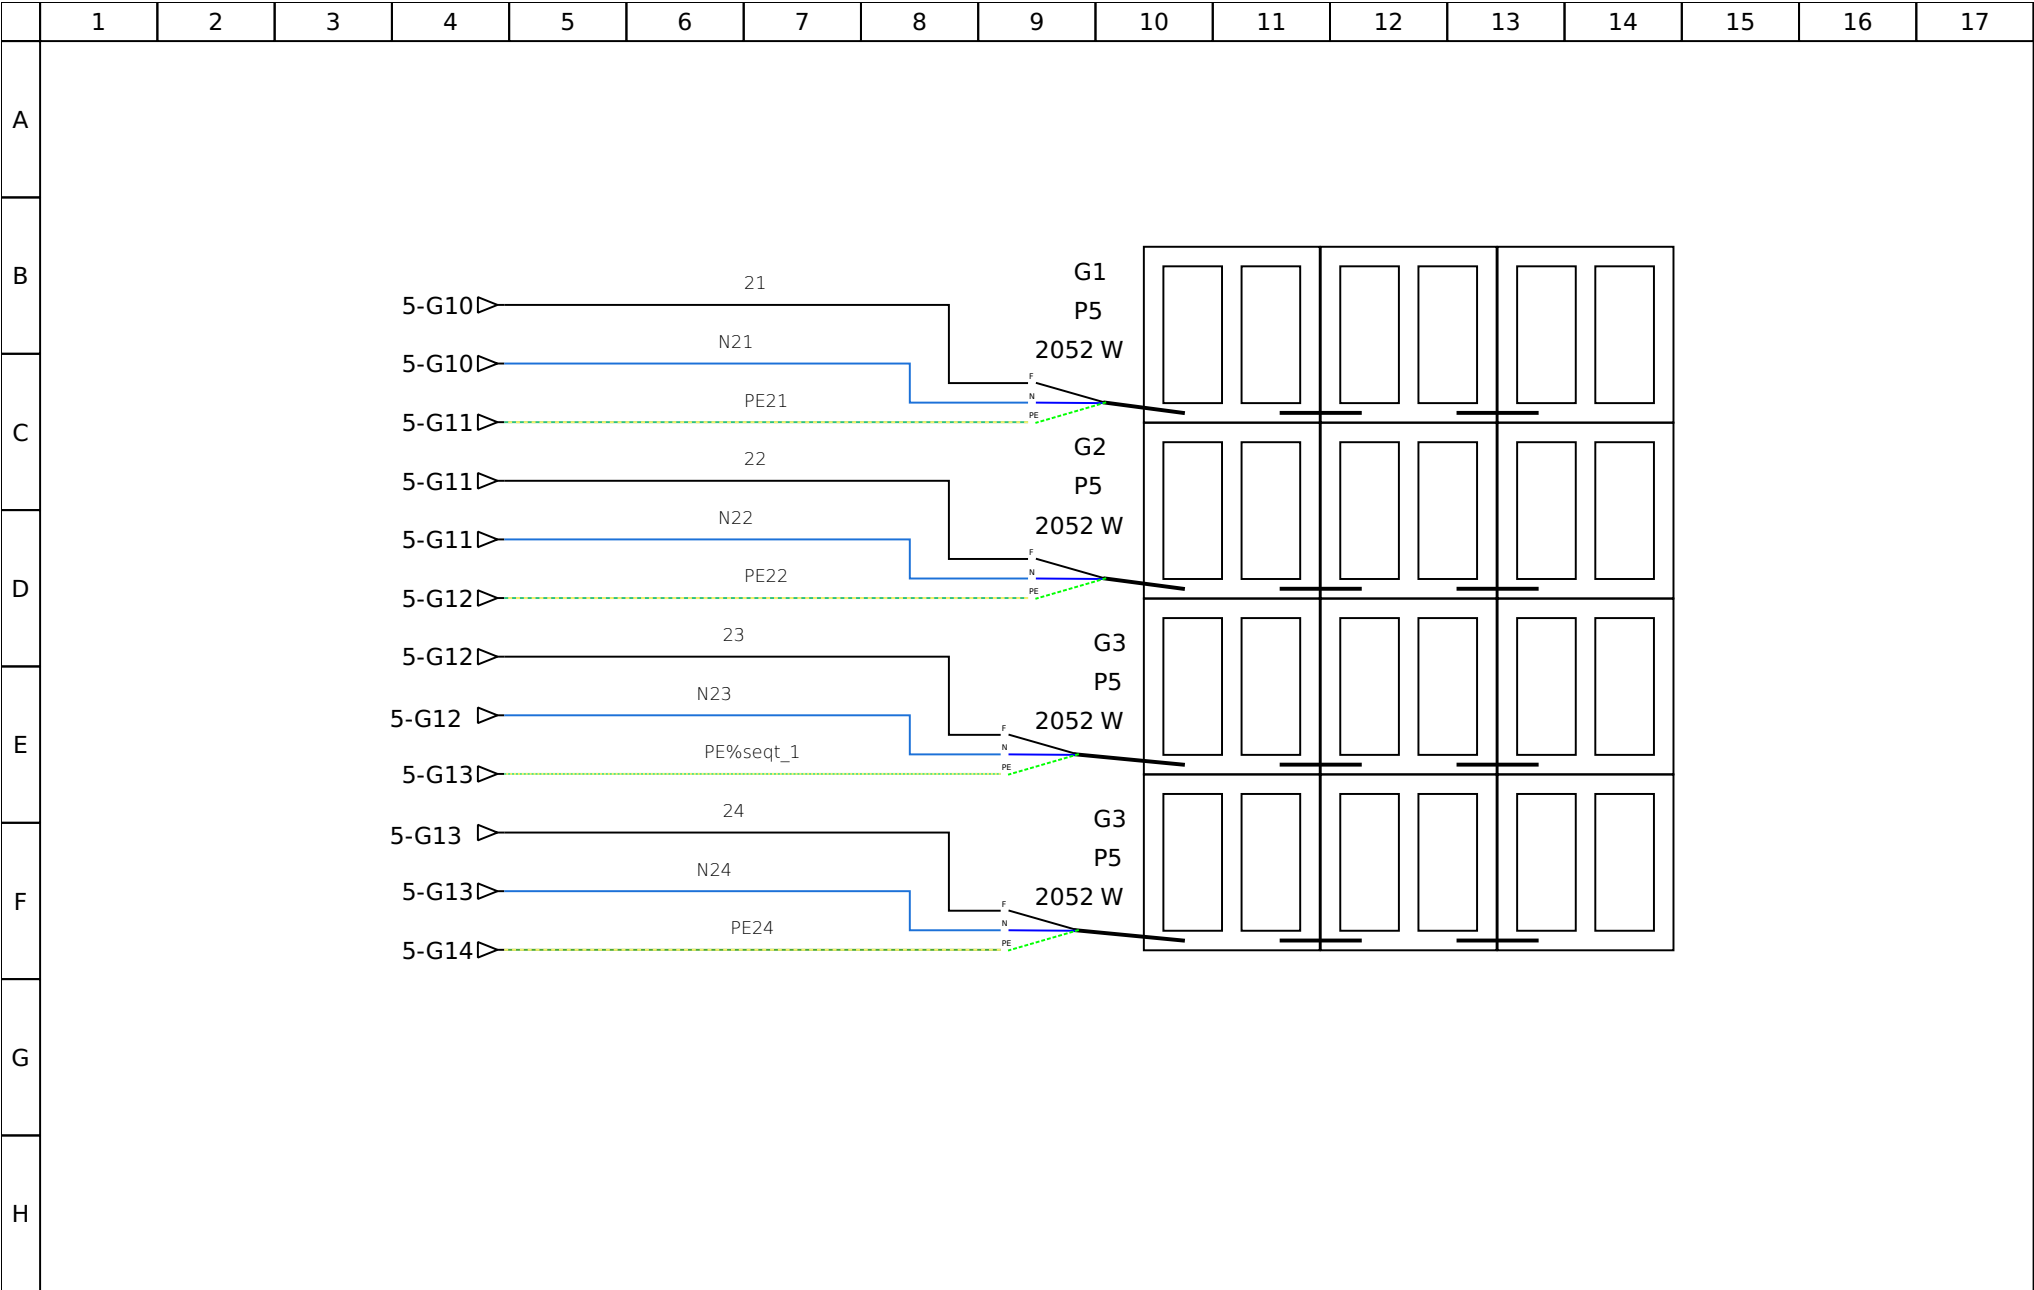 1 2 3 4 5 6 7 8 9 10 11 12 13 14 15 16 17
A
B
C
D
E
F
G
H
21
5-G10
N21
5-G10
PE21
5-G11
G1
P5
2052 W
F
N
PE
22
5-G11
N22
5-G11
PE22
5-G12
G2
P5
2052 W
F
N
PE
23
5-G12
N23
5-G12
PE%seqt_1
5-G13
G3
P5
2052 W
F
N
PE
24
5-G13
N24
5-G13
PE24
5-G14
G3
P5
2052 W
F
N
PE